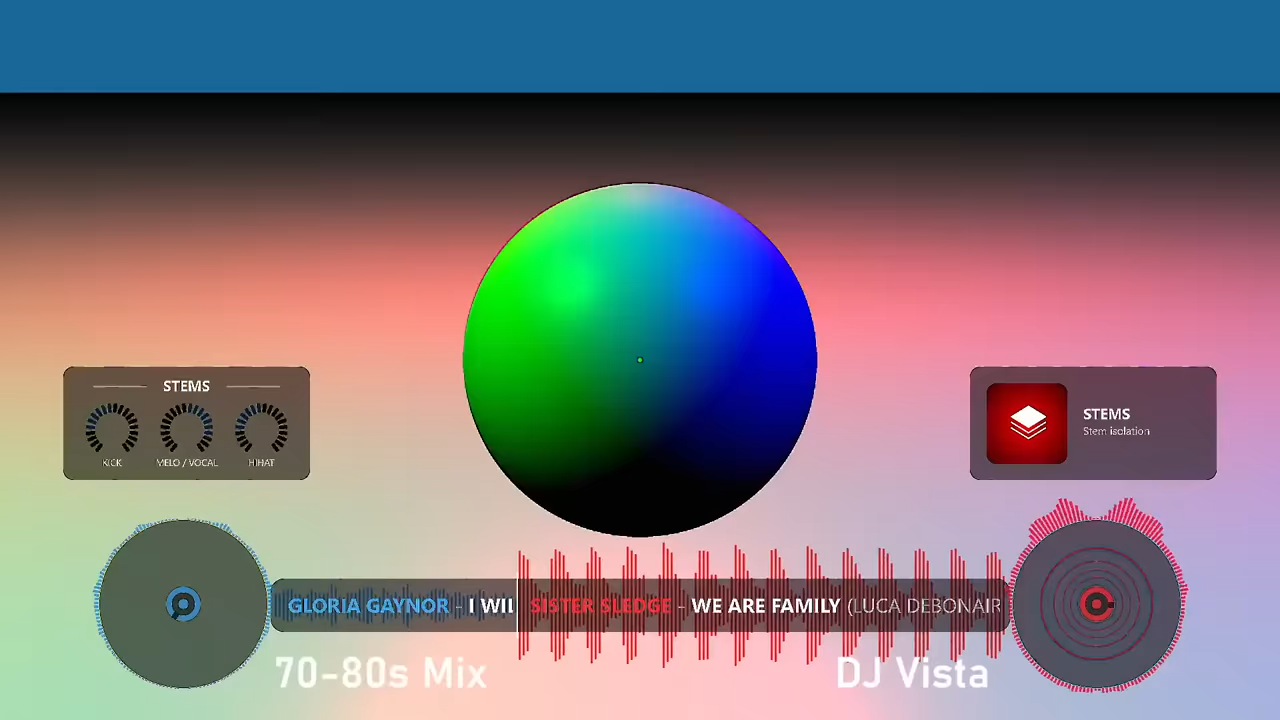 STEMS
KICK
MELO / VOCAL
HIHAT
STEMS
Stem isolation
GLORIA GAYNOR - I WIL
SISTER SLEDGE - WE ARE FAMILY (LUCA DEBONAIR
70-80s Mix
DJ Vista